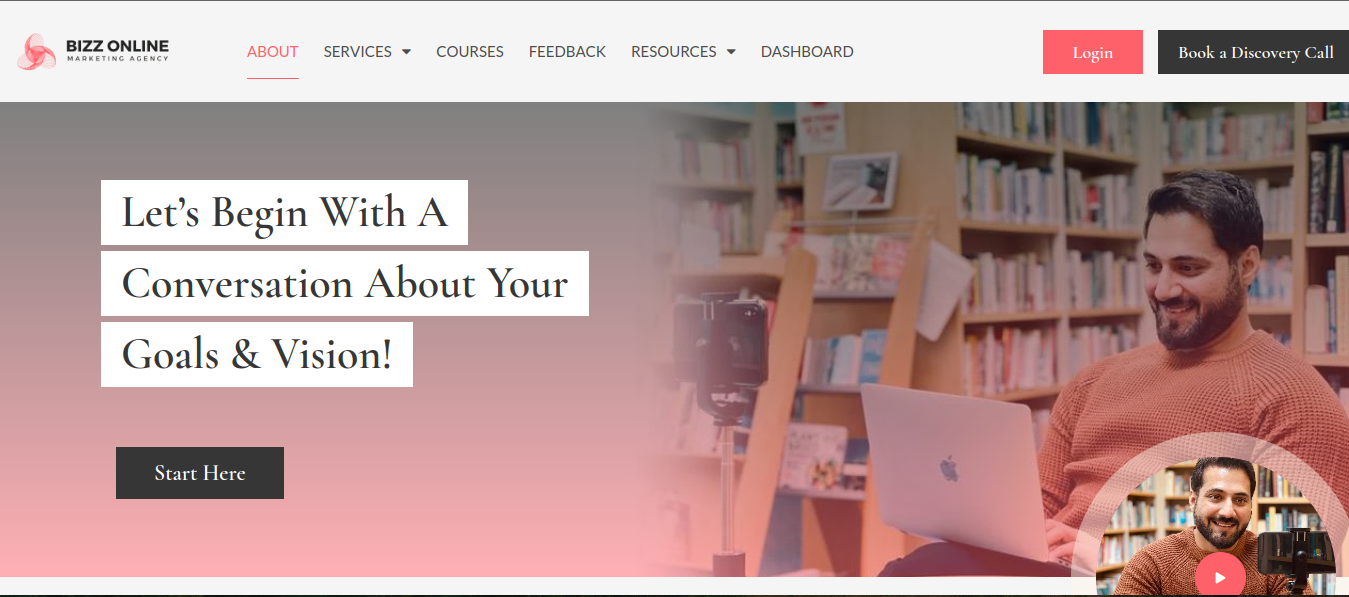 BIZZ ONLINE
MARKETING AGENCY
ABOUT
SERVICES
COURSES
FEEDBACK
RESOURCES
DASHBOARD
Login
Book a Discovery Call
Let's Begin With A
Conversation About Your
Goals & Vision!
Start Here